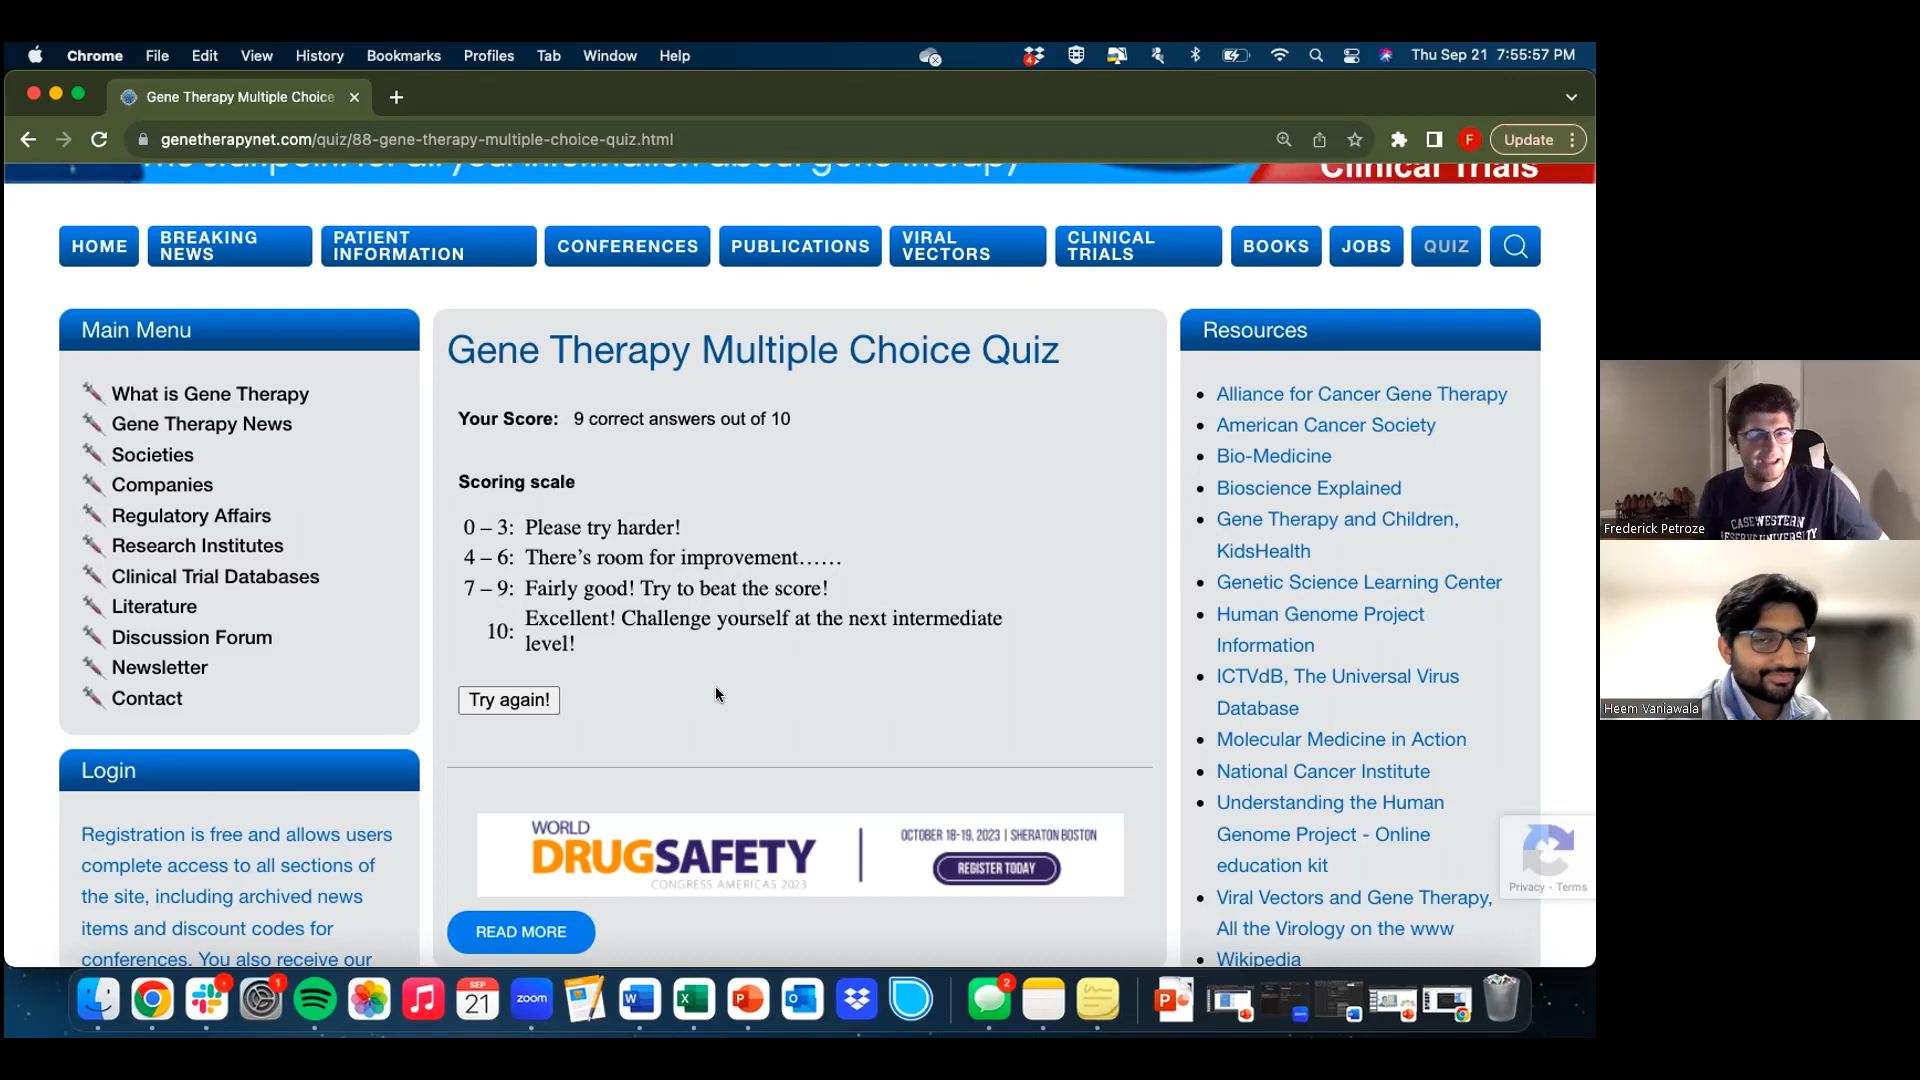 Chrome File Edit View History Bookmarks Profiles Tab Window Help
4
Thu Sep 21 7:55:57 PM
Gene Therapy Multiple Choice
genetherapynet.com/quiz/88-gene-therapy-multiple-choice-quiz.html
F
Update
about gene therapy
Clinical Trials
HOME
BREAKING
NEWS
PATIENT
INFORMATION
CONFERENCES
PUBLICATIONS
VIRAL
VECTORS
CLINICAL
TRIALS
BOOKS
JOBS
QUIZ
Main Menu
What is Gene Therapy
Gene Therapy News
Societies
Companies
Regulatory Affairs
Research Institutes
Clinical Trial Databases
Literature
Discussion Forum
Newsletter
Contact
Login
Registration is free and allows users
complete access to all sections of
the site, including archived news
items and discount codes for
conferences. You also receive our
Gene Therapy Multiple Choice Quiz
Your Score: 9 correct answers out of 10
Scoring scale
0 – 3: Please try harder!
4 – 6: There’s room for improvement……
7 – 9: Fairly good! Try to beat the score!
10: Excellent! Challenge yourself at the next intermediate
level!
Try again!
WORLD
DRUGSAFETY
CONGRESS AMERICAS 2023
OCTOBER 18-19, 2023 | SHERATON BOSTON
REGISTER TODAY
READ MORE
Resources
Alliance for Cancer Gene Therapy
American Cancer Society
Bio-Medicine
Bioscience Explained
Gene Therapy and Children,
KidsHealth
Genetic Science Learning Center
Human Genome Project
Information
ICTVdB, The Universal Virus
Database
Molecular Medicine in Action
National Cancer Institute
Understanding the Human
Genome Project - Online
education kit
Viral Vectors and Gene Therapy,
All the Virology on the www
Wikipedia
Privacy - Terms
CASE WESTERN
RESERVE UNIVERSITY
Frederick Petroze
Heem Vaniawala
1
SEP
21
zoom
W
X
P
O
2
P